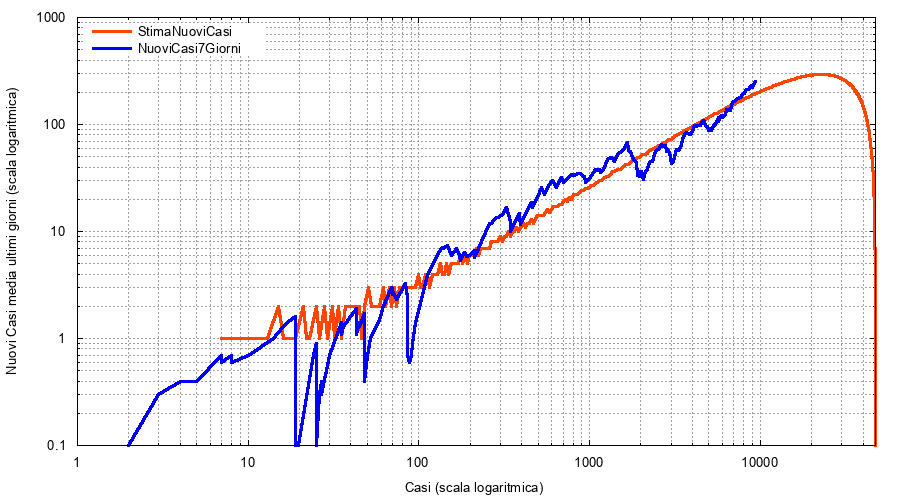 1000
StimaNuoviCasi
NuoviCasi7Giorni
100
10
1
0.1
1 10 100 1000 10000
Nuovi Casi media ultimi giorni (scala logaritmica)
Casi (scala logaritmica)